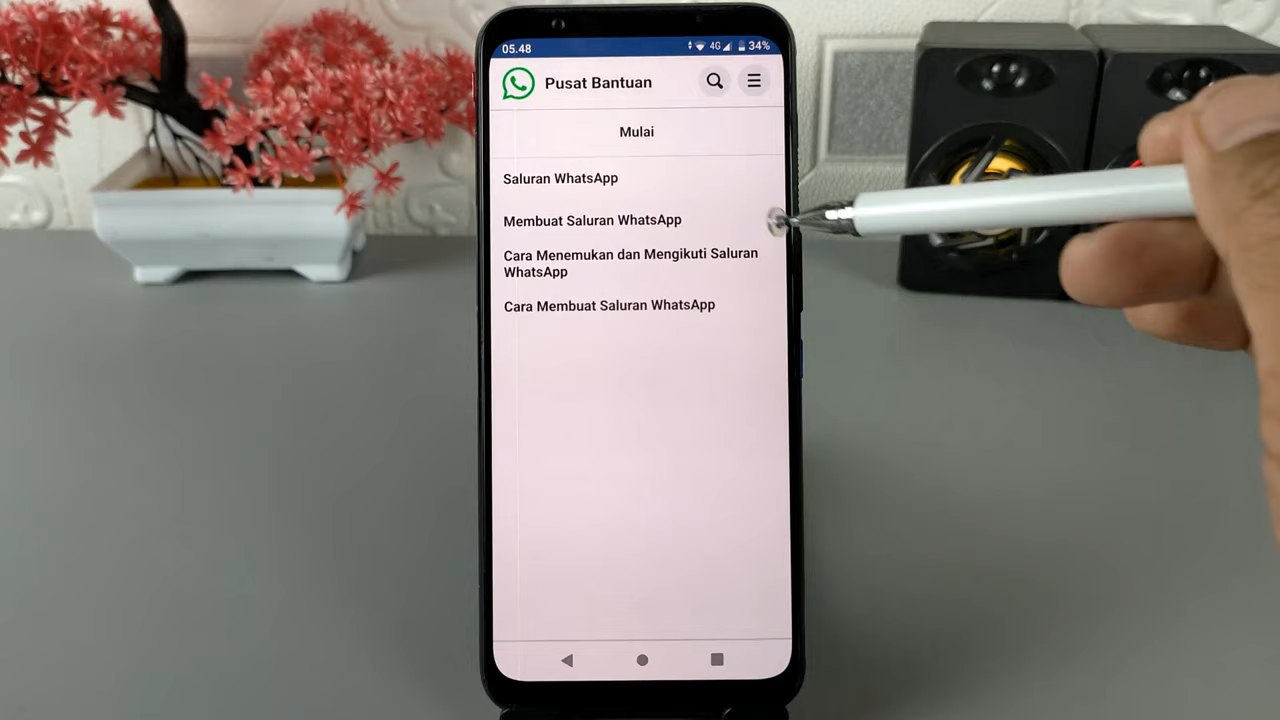 05.48
4G
34%
Pusat Bantuan
Mulai
Saluran WhatsApp
Membuat Saluran WhatsApp
Cara Menemukan dan Mengikuti Saluran
WhatsApp
Cara Membuat Saluran WhatsApp